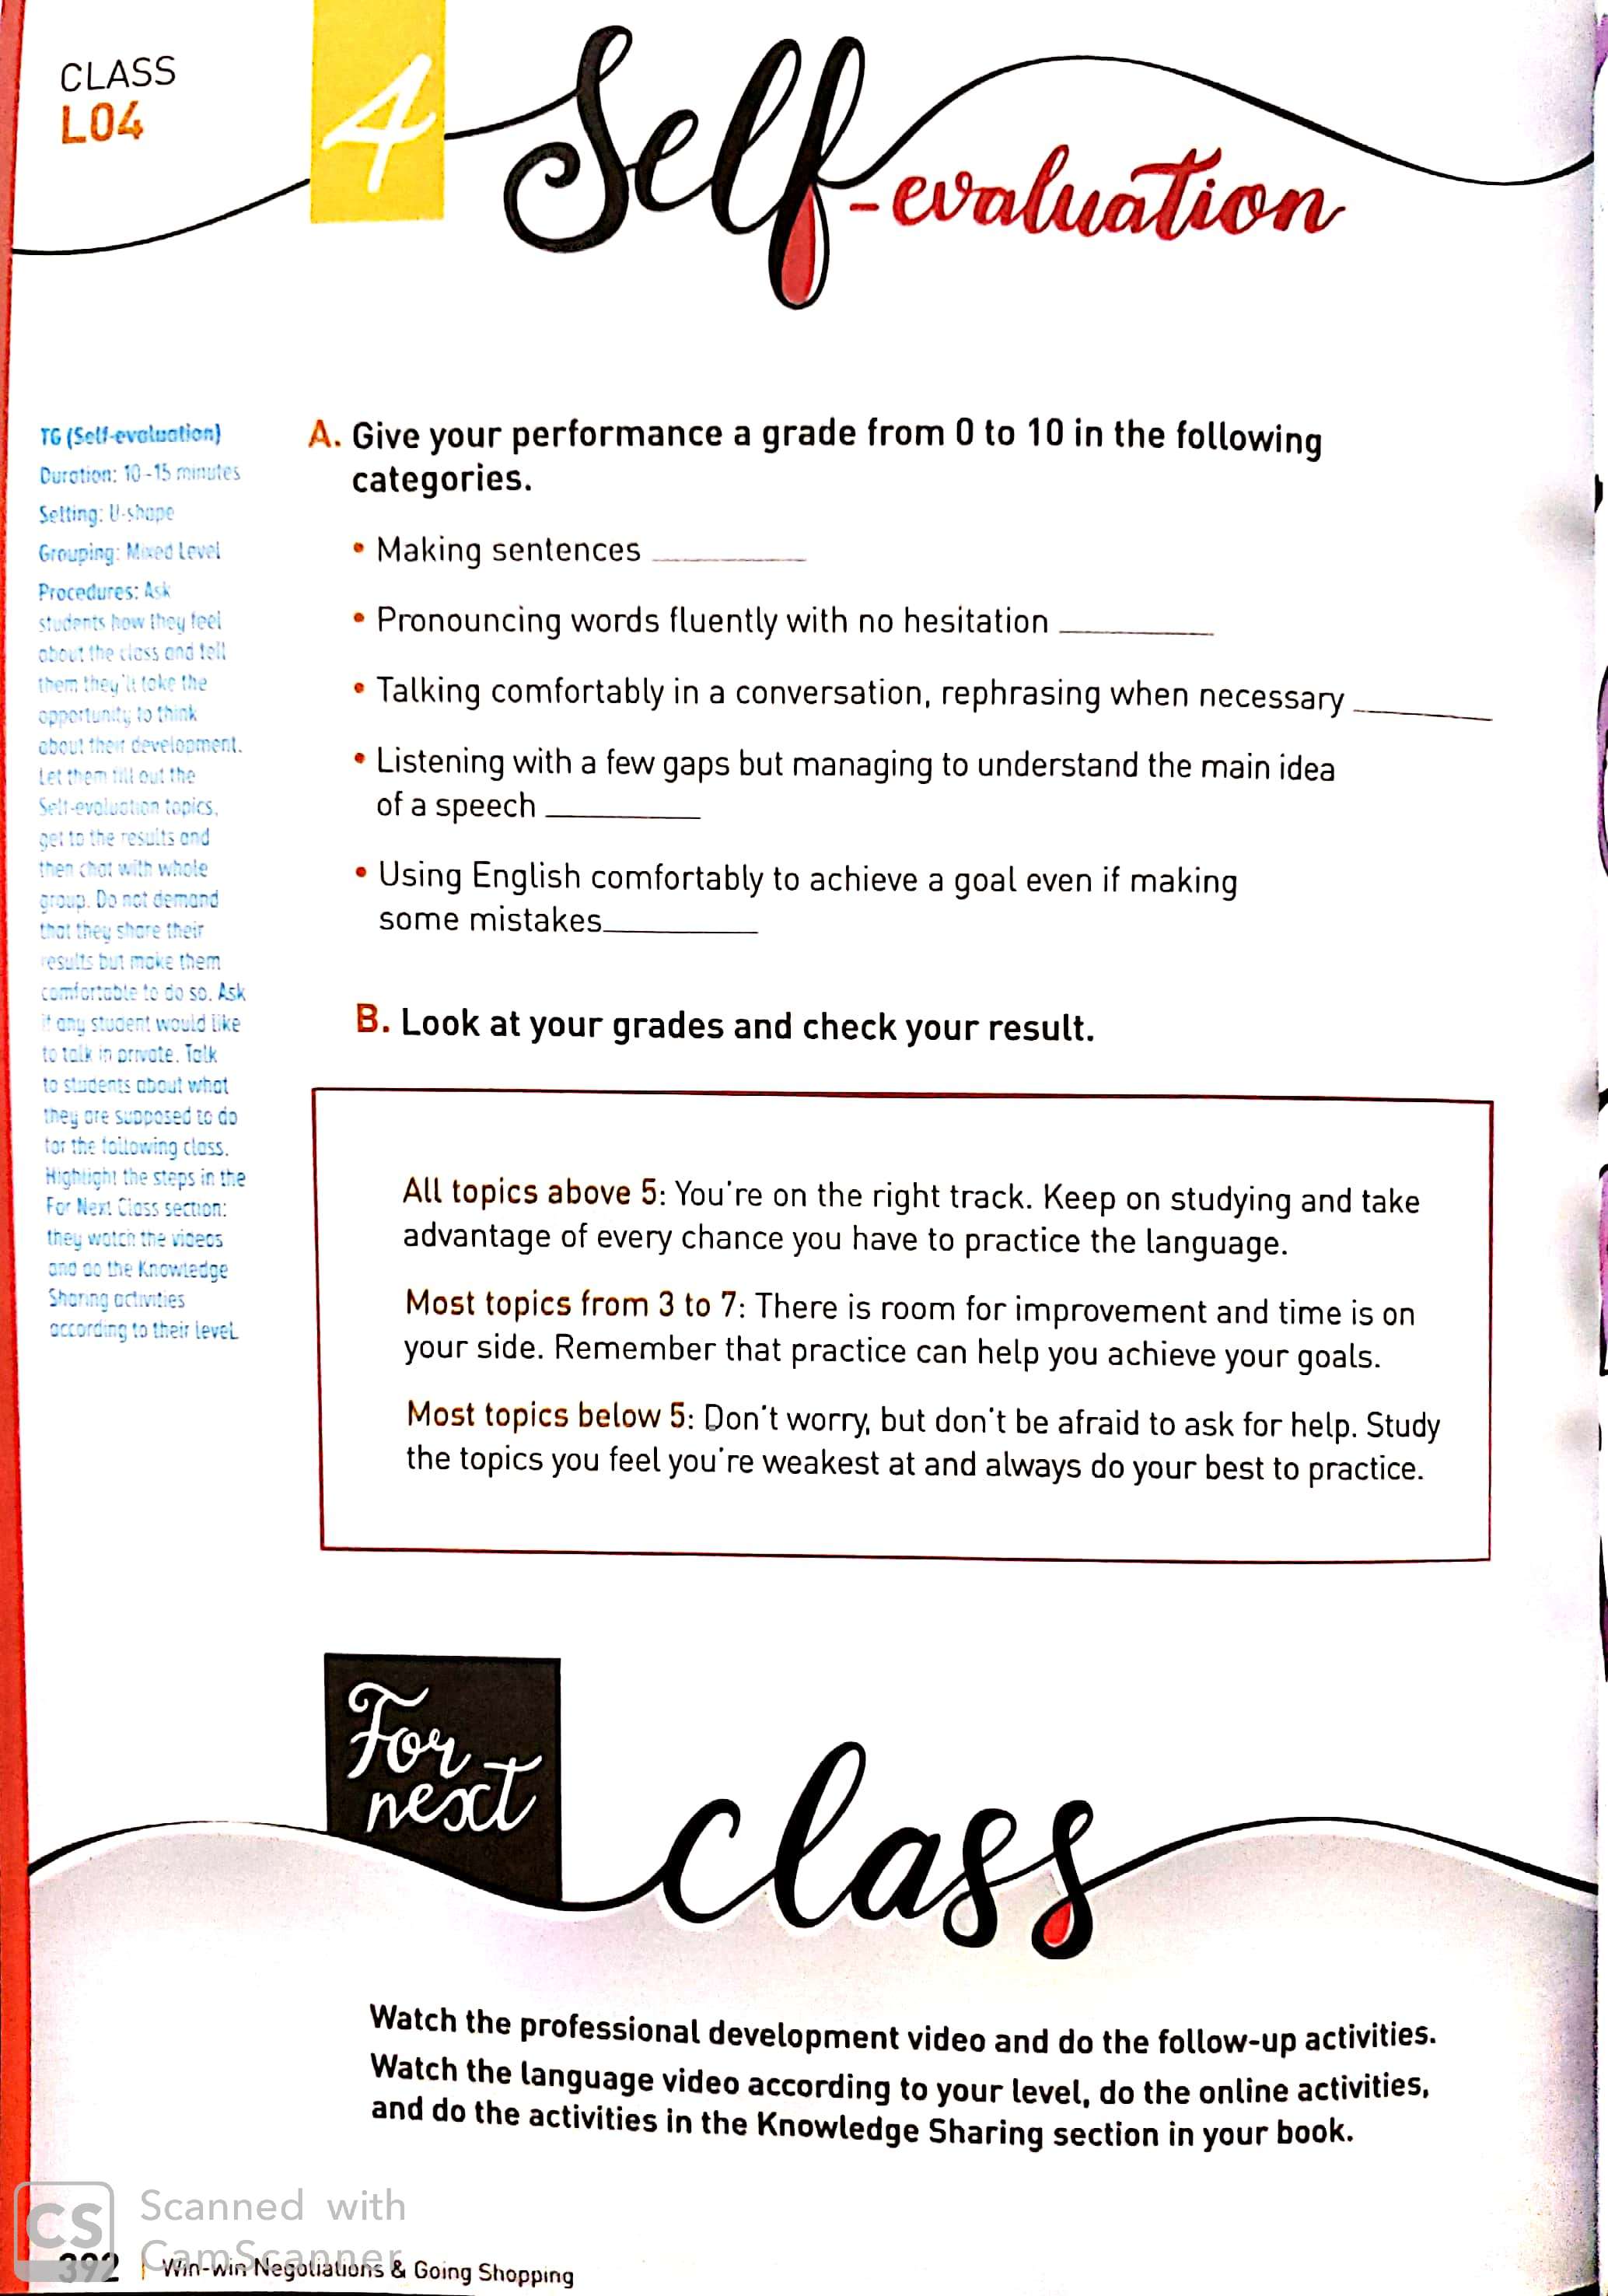 CLASS
L04
4 Self-evaluation
TG (Self-evaluation)
Duration: 10-15 minutes
Setting: U-shape
Grouping: Mixed Level
Procedures: Ask
students how they feel
about the class and tell
them they'll take the
opportunity to think
about their development.
Let them fill out the
Self-evaluation topics,
get to the results and
then chat with whole
group. Do not demand
that they share their
results but make them
comfortable to do so. Ask
if any student would like
to talk in private. Talk
to students about what
they are supposed to do
for the following class.
Highlight the steps in the
For Next Class section:
they watch the videos
and do the Knowledge
Sharing activities
according to their level.
A. Give your performance a grade from 0 to 10 in the following
categories.
• Making sentences
• Pronouncing words fluently with no hesitation
• Talking comfortably in a conversation, rephrasing when necessary
• Listening with a few gaps but managing to understand the main idea
of a speech
• Using English comfortably to achieve a goal even if making
some mistakes
B. Look at your grades and check your result.
All topics above 5: You're on the right track. Keep on studying and take
advantage of every chance you have to practice the language.
Most topics from 3 to 7: There is room for improvement and time is on
your side. Remember that practice can help you achieve your goals.
Most topics below 5: Don't worry, but don't be afraid to ask for help. Study
the topics you feel you're weakest at and always do your best to practice.
For
next
class
Watch the professional development video and do the follow-up activities.
Watch the language video according to your level, do the online activities,
and do the activities in the Knowledge Sharing section in your book.
CS
Scanned with
CamScanner
392 | Win-win Negotiations & Going Shopping